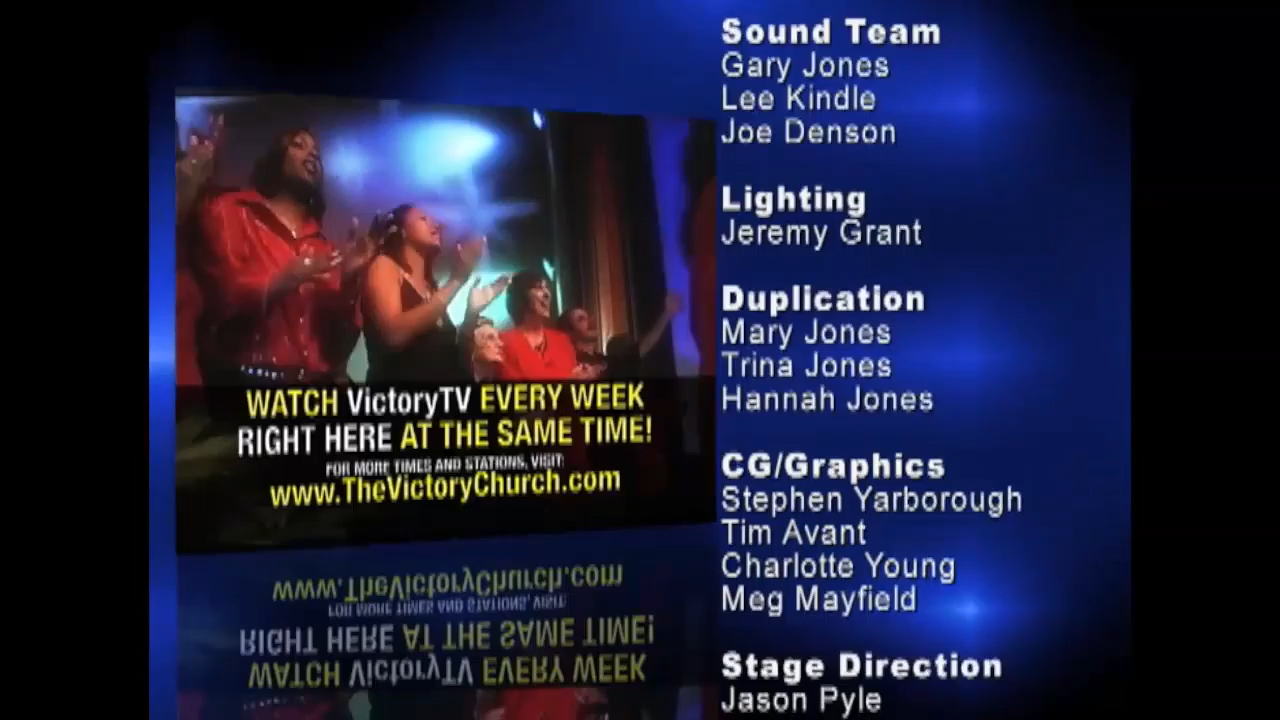 WATCH VictoryTV EVERY WEEK
RIGHT HERE AT THE SAME TIME!
FOR MORE TIMES AND STATIONS, VISIT:
www.TheVictoryChurch.com
Sound Team
Gary Jones
Lee Kindle
Joe Denson
Lighting
Jeremy Grant
Duplication
Mary Jones
Trina Jones
Hannah Jones
CG/Graphics
Stephen Yarborough
Tim Avant
Charlotte Young
Meg Mayfield
Stage Direction
Jason Pyle